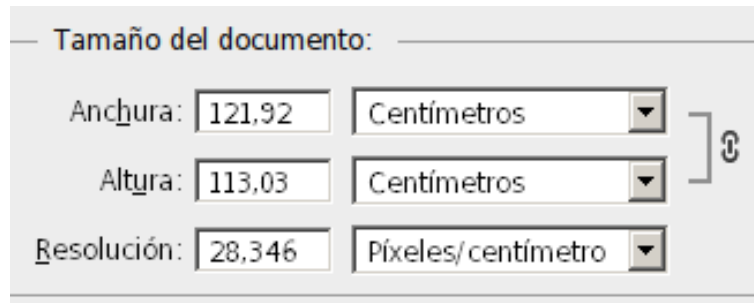 Tamaño del documento:
Anchura: 121,92 Centímetros
Altura: 113,03 Centímetros
Resolución: 28,346 Píxeles/centímetro